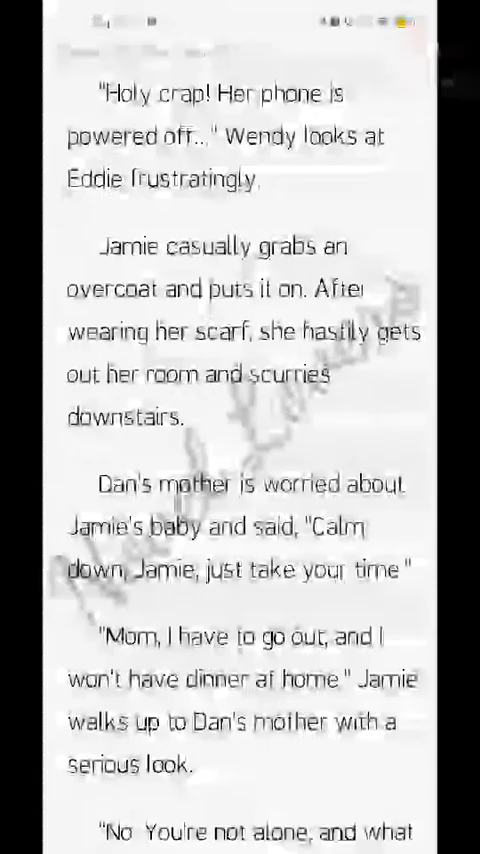 "Holy crap! Her phone is
powered off..." Wendy looks at
Eddie frustratingly.
Jamie casually grabs an
overcoat and puts it on. After
wearing her scarf, she hastily gets
out her room and scurries
downstairs.
Dan's mother is worried about
Jamie's baby and said, "Calm
down, Jamie, just take your time."
"Mom, I have to go out, and I
won't have dinner at home." Jamie
walks up to Dan's mother with a
serious look.
"No. You're not alone, and what
Novel Lovers